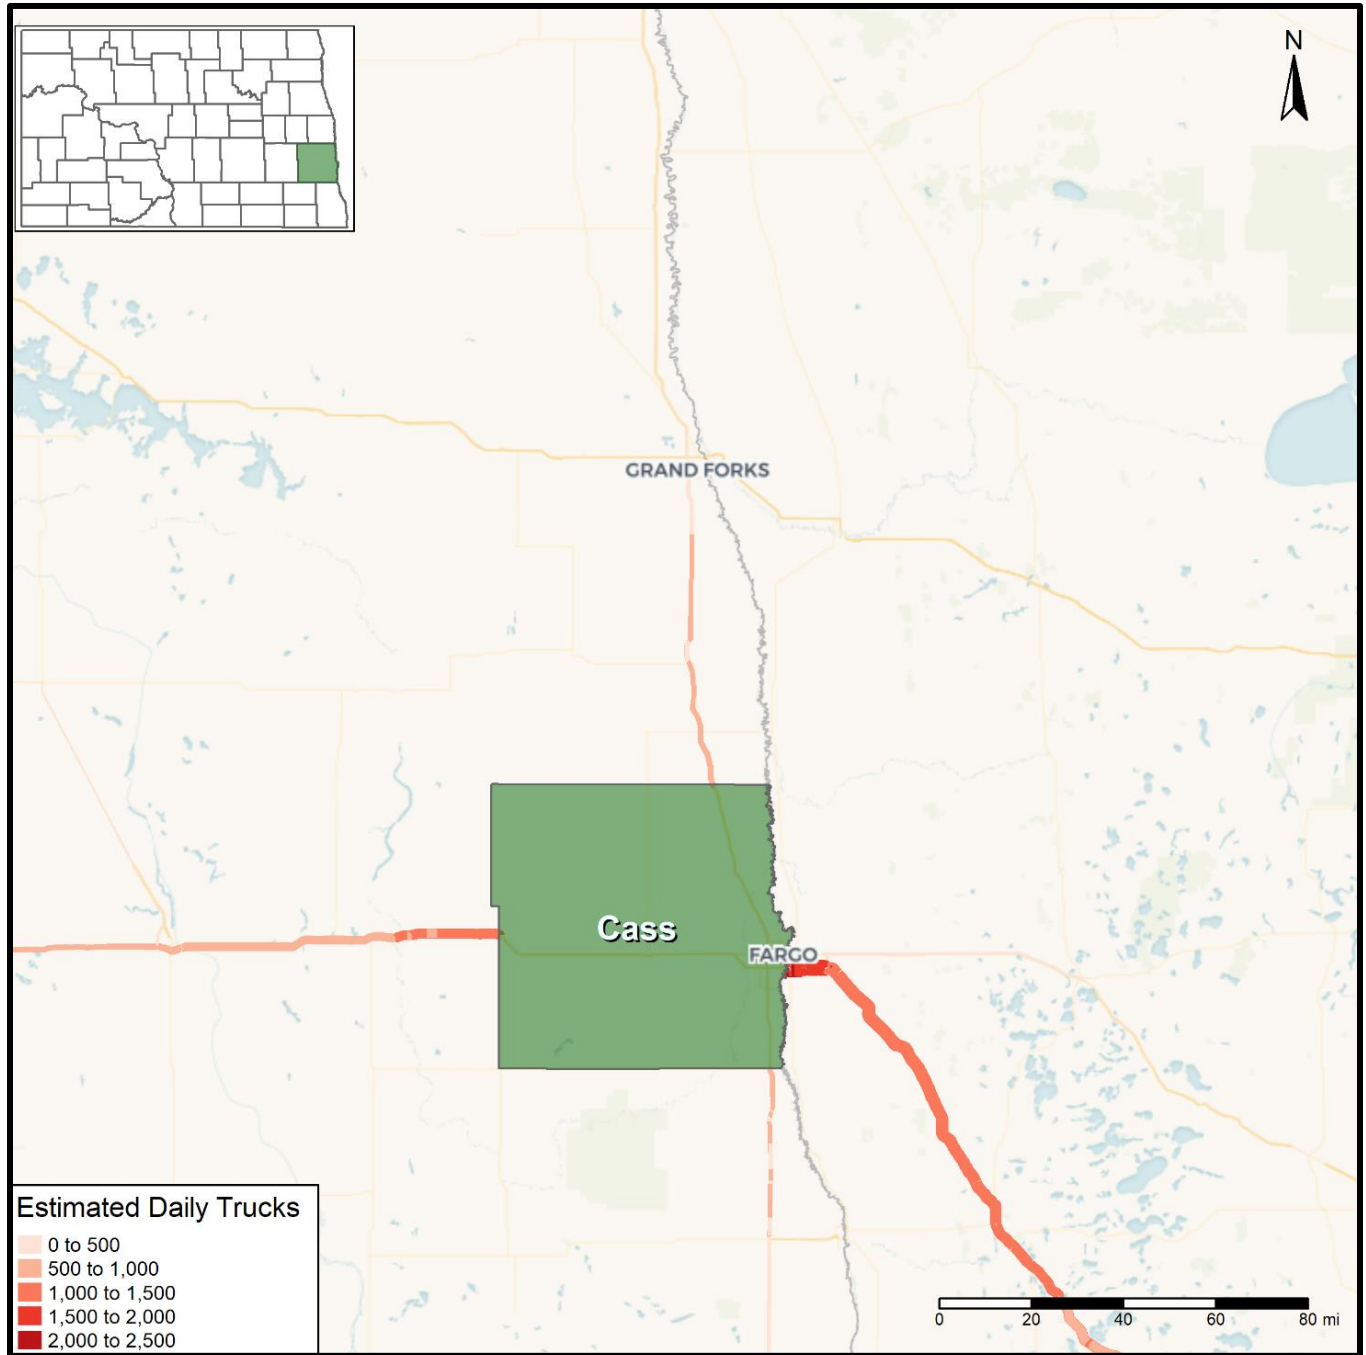 N
GRAND FORKS
Cass
FARGO
Estimated Daily Trucks
0 to 500
500 to 1,000
1,000 to 1,500
1,500 to 2,000
2,000 to 2,500
0 20 40 60 80 mi